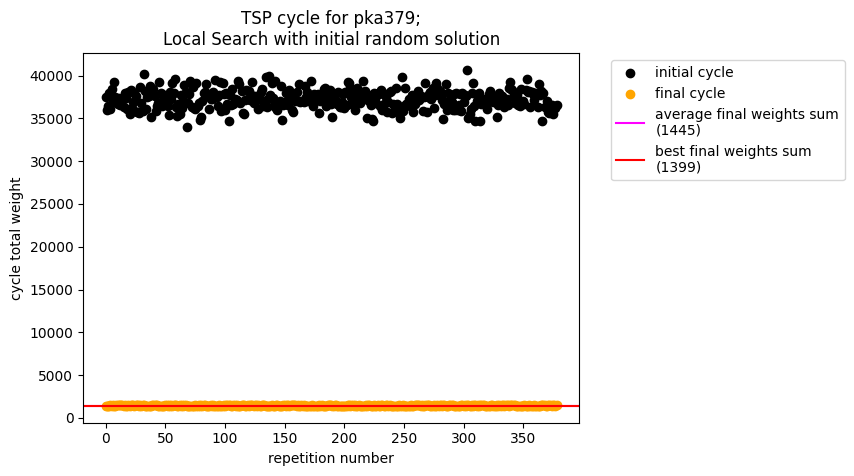 TSP cycle for pka379;
Local Search with initial random solution
40000
35000
30000
25000
20000
15000
10000
5000
0
cycle total weight
0 50 100 150 200 250 300 350
repetition number
initial cycle
final cycle
average final weights sum
(1445)
best final weights sum
(1399)